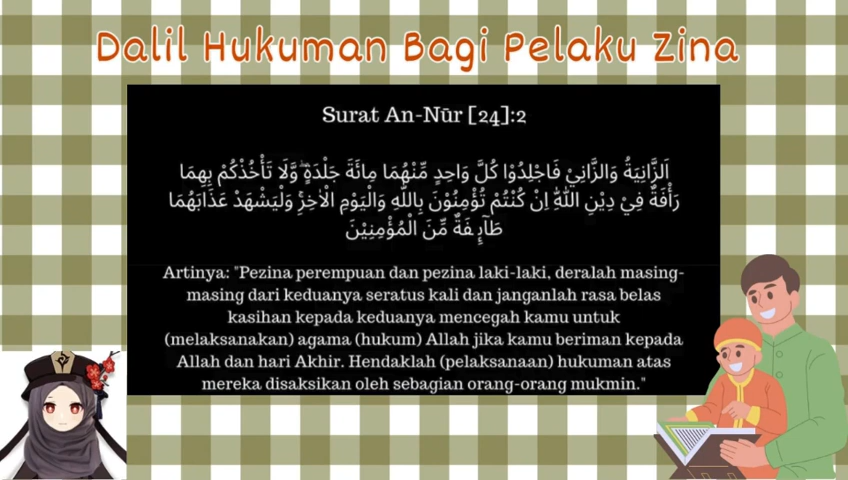 Dalil Hukuman Bagi Pelaku Zina
Surat An-Nūr [24]:2
اَلزَّانِيَةُ وَالزَّانِيْ فَاجْلِدُوْا كُلَّ وَاحِدٍ مِّنْهُمَا مِائَةَ جَلْدَةٍ ۖوَّلَا تَأْخُذْكُمْ بِهِمَا
رَأْفَةٌ فِيْ دِيْنِ اللّٰهِ اِنْ كُنْتُمْ تُؤْمِنُوْنَ بِاللّٰهِ وَالْيَوْمِ الْاٰخِرِۚ وَلْيَشْهَدْ عَذَابَهُمَا
طَاۤىِٕفَةٌ مِّنَ الْمُؤْمِنِيْنَ
Artinya: "Pezina perempuan dan pezina laki-laki, deralah masing-
masing dari keduanya seratus kali dan janganlah rasa belas
kasihan kepada keduanya mencegah kamu untuk
(melaksanakan) agama (hukum) Allah jika kamu beriman kepada
Allah dan hari Akhir. Hendaklah (pelaksanaan) hukuman atas
mereka disaksikan oleh sebagian orang-orang mukmin."